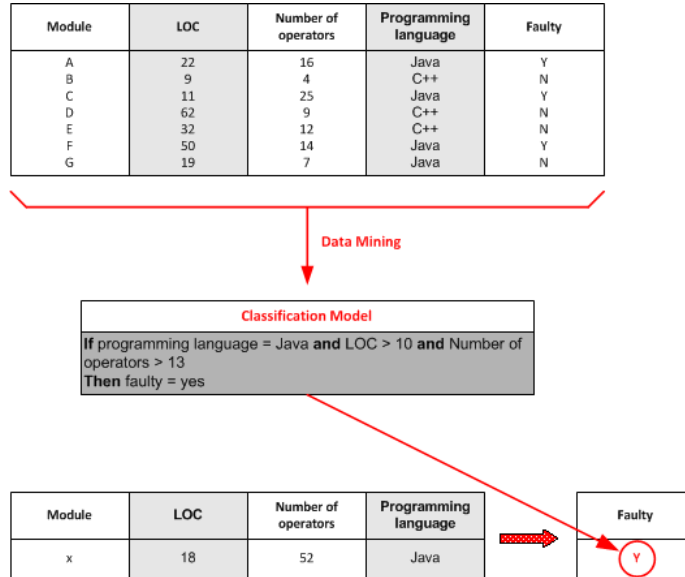 Module LOC Number of operators Programming language Faulty
A 22 16 Java Y
B 9 4 C++ N
C 11 25 Java Y
D 62 9 C++ N
E 32 12 C++ N
F 50 14 Java Y
G 19 7 Java N
Data Mining
Classification Model
If programming language = Java and LOC > 10 and Number of
operators > 13
Then faulty = yes
Module LOC Number of operators Programming language Faulty
x 18 52 Java Y